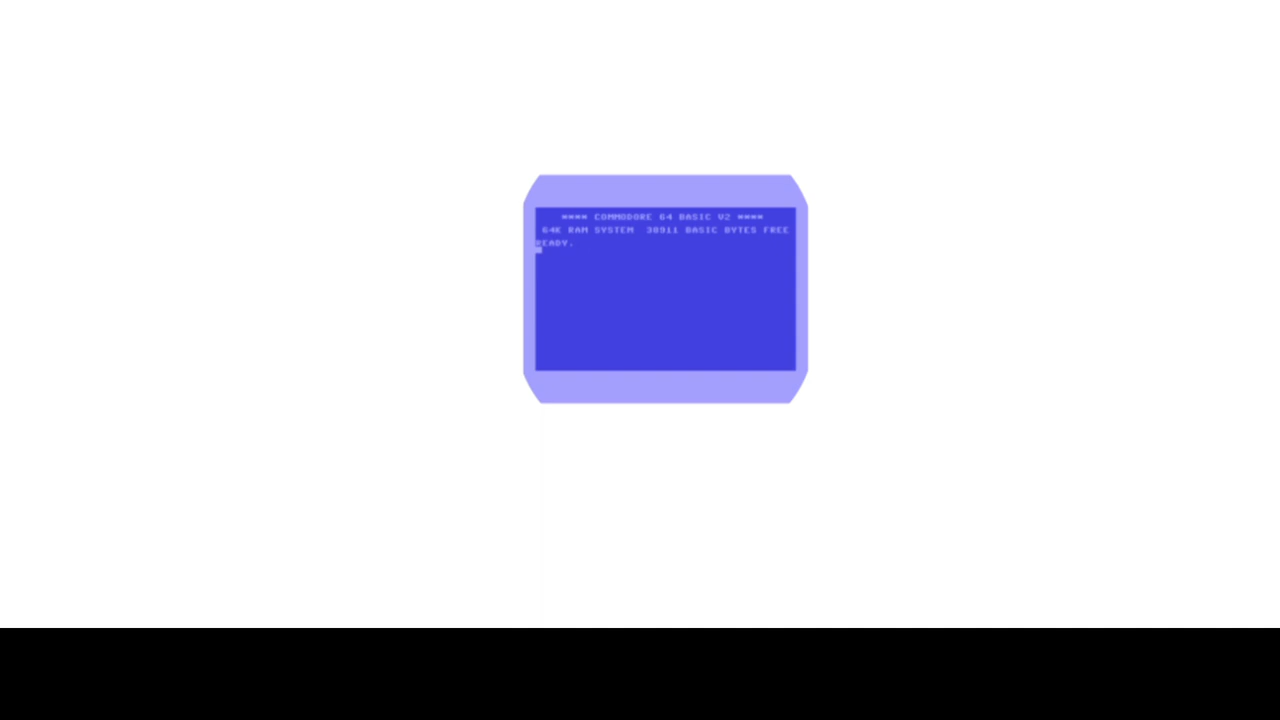 **** COMMODORE 64 BASIC V2 ****
64K RAM SYSTEM 38911 BASIC BYTES FREE
READY.